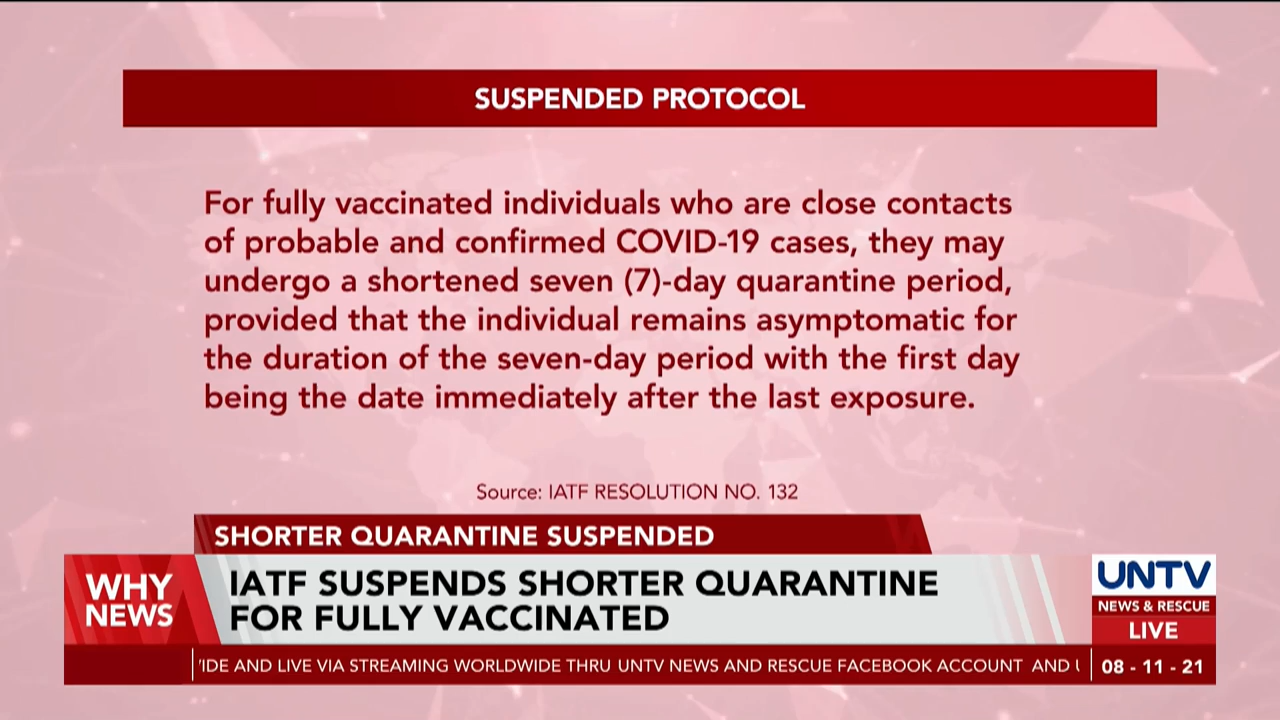 SUSPENDED PROTOCOL
For fully vaccinated individuals who are close contacts
of probable and confirmed COVID-19 cases, they may
undergo a shortened seven (7)-day quarantine period,
provided that the individual remains asymptomatic for
the duration of the seven-day period with the first day
being the date immediately after the last exposure.
Source: IATF RESOLUTION NO. 132
SHORTER QUARANTINE SUSPENDED
WHY
NEWS
IATF SUSPENDS SHORTER QUARANTINE
FOR FULLY VACCINATED
UNTV
NEWS & RESCUE
LIVE
AND LIVE VIA STREAMING WORLDWIDE THRU UNTV NEWS AND RESCUE FACEBOOK ACCOUNT AND
08 - 11 - 21